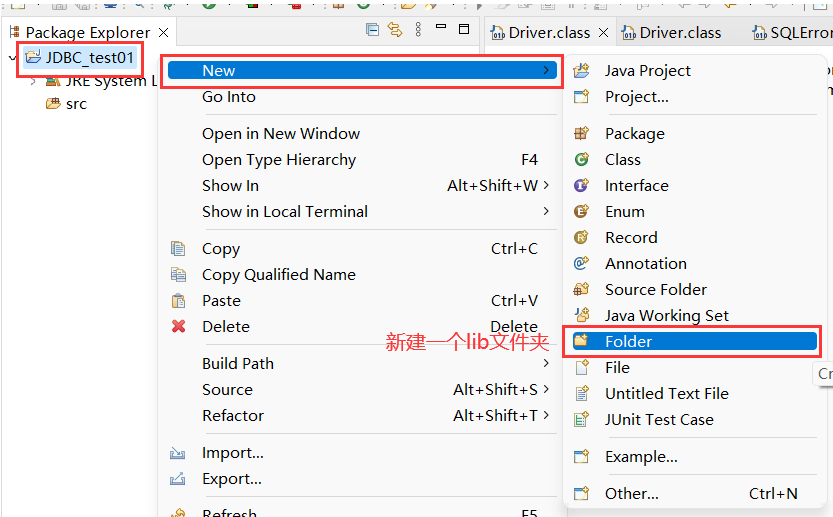 Package Explorer
Driver.class
Driver.class
SQLError
JDBC_test01
JRE System L
src
New
Go Into
Open in New Window
Open Type Hierarchy F4
Show In Alt+Shift+W
Show in Local Terminal
Copy Ctrl+C
Copy Qualified Name
Paste Ctrl+V
Delete Delete
新建一个lib文件夹
Build Path
Source Alt+Shift+S
Refactor Alt+Shift+T
Import...
Export...
Refresh F5
Java Project
Project...
Package
Class
Interface
Enum
Record
Annotation
Source Folder
Java Working Set
Folder
File
Untitled Text File
JUnit Test Case
Example...
Other... Ctrl+N
Cr